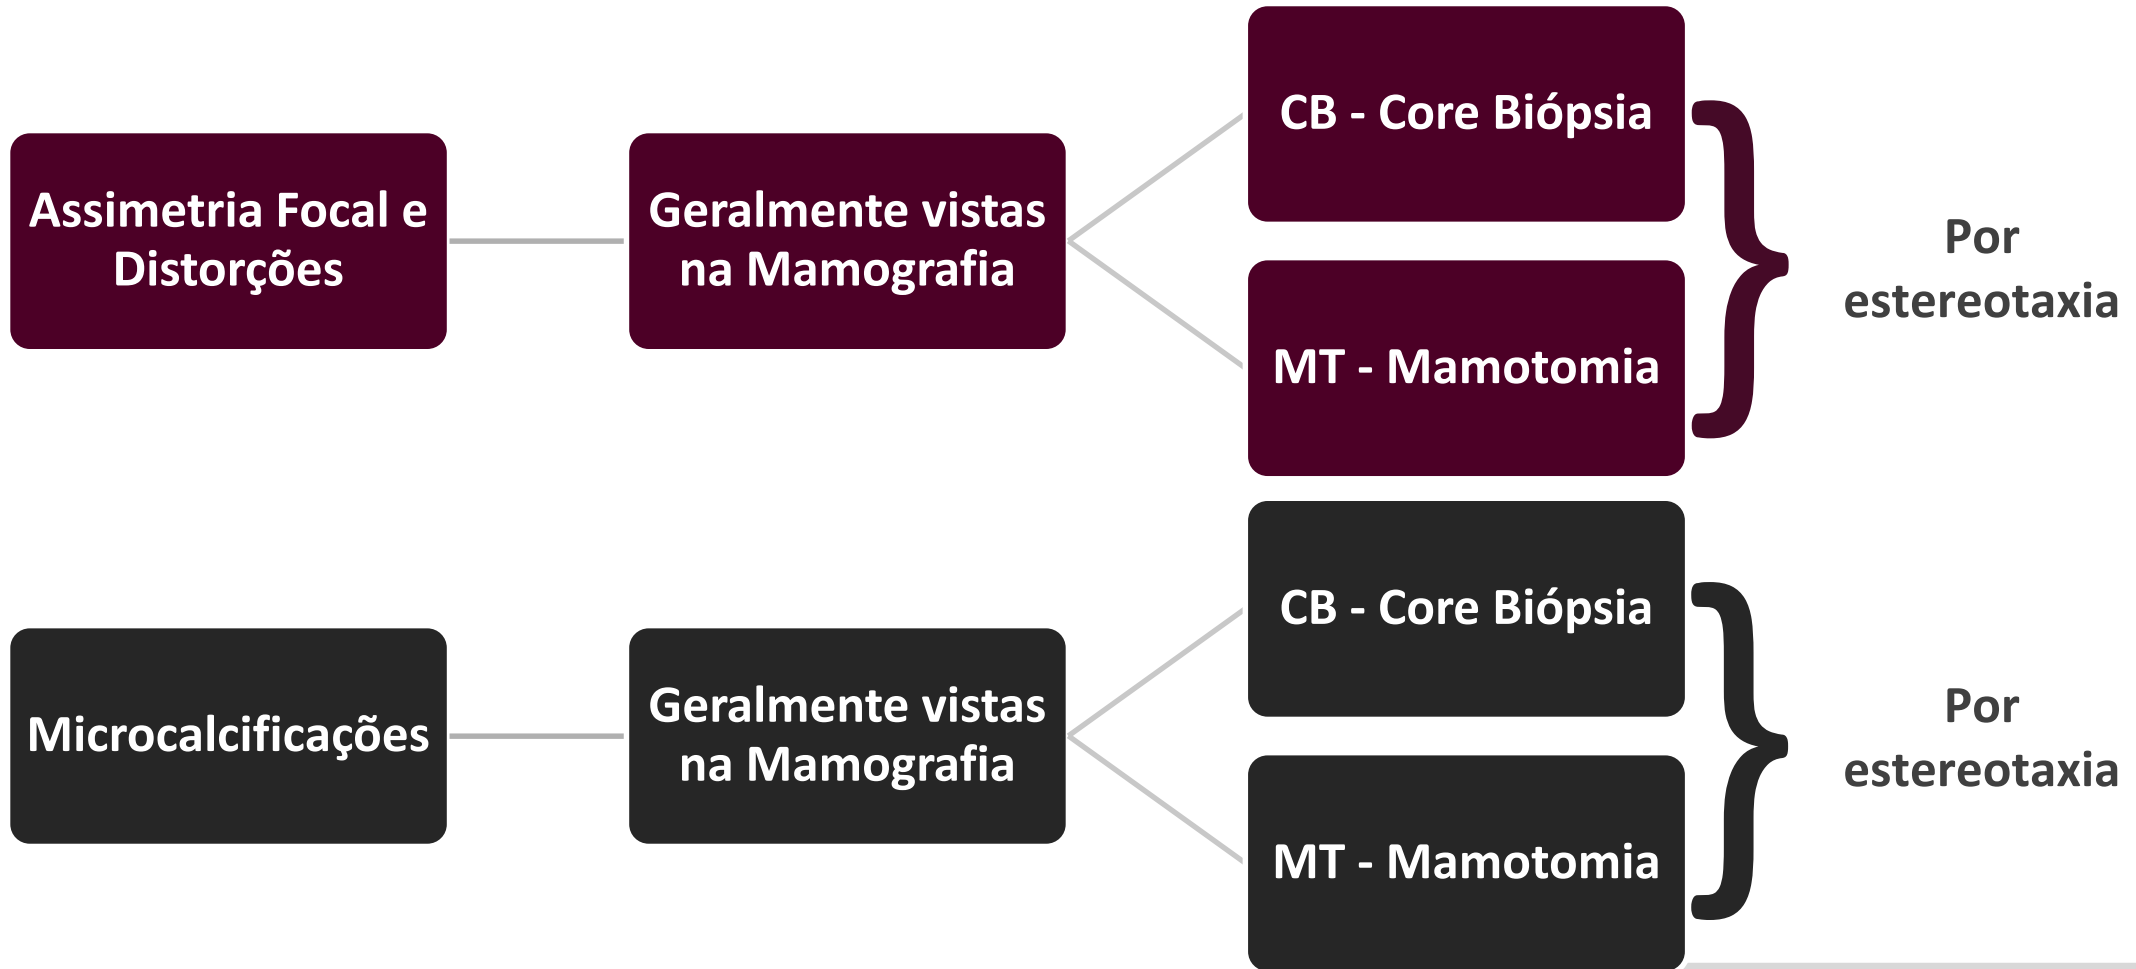 Assimetria Focal e
Distorções
Geralmente vistas
na Mamografia
CB - Core Biópsia
MT - Mamotomia
Por
estereotaxia
Microcalcificações
Geralmente vistas
na Mamografia
CB - Core Biópsia
MT - Mamotomia
Por
estereotaxia